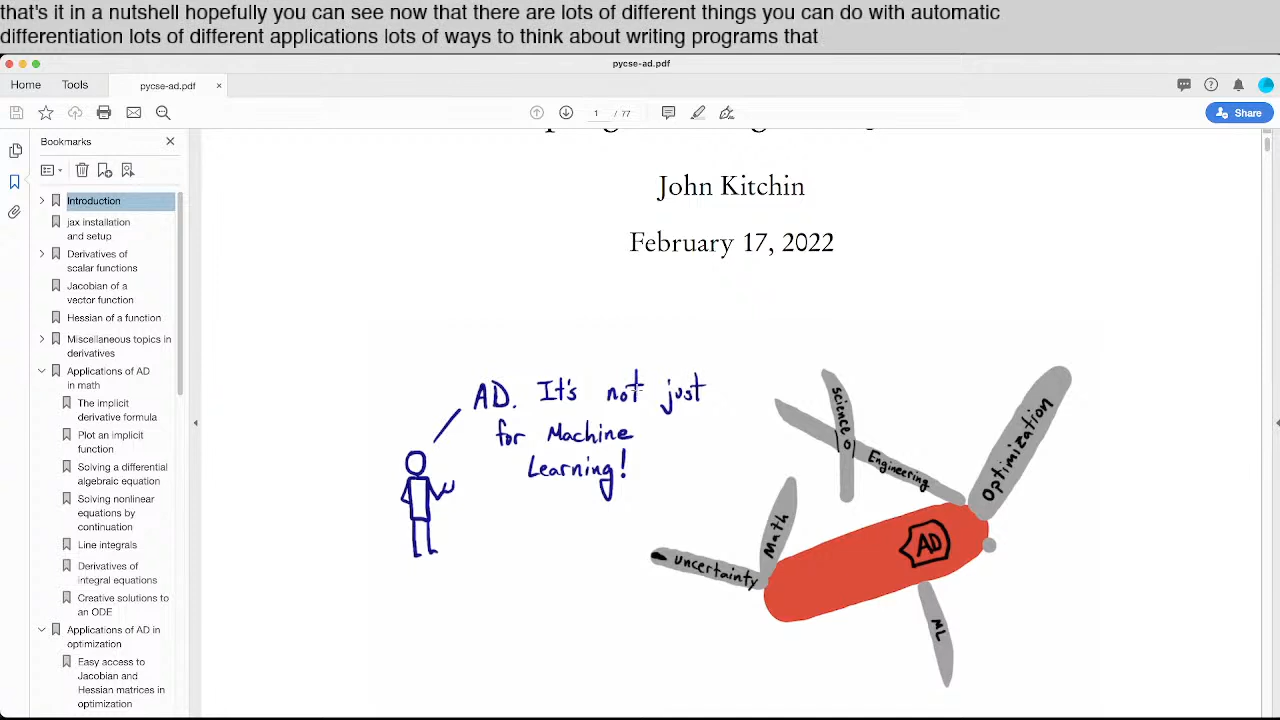 that's it in a nutshell hopefully you can see now that there are lots of different things you can do with automatic
differentiation lots of different applications lots of ways to think about writing programs that
pycse-ad.pdf
Home
Tools
pycse-ad.pdf
×
1
/ 77
Share
Bookmarks
Introduction
jax installation
and setup
Derivatives of
scalar functions
Jacobian of a
vector function
Hessian of a function
Miscellaneous topics in
derivatives
Applications of AD
in math
The implicit
derivative formula
Plot an implicit
function
Solving a differential
algebraic equation
Solving nonlinear
equations by
continuation
Line integrals
Derivatives of
integral equations
Creative solutions to
an ODE
Applications of AD in
optimization
Easy access to
Jacobian and
Hessian matrices in
optimization
John Kitchin
February 17, 2022
AD. It's not just
for Machine
Learning!
Science
Engineering
Optimization
Math
Uncertainty
AD
ML